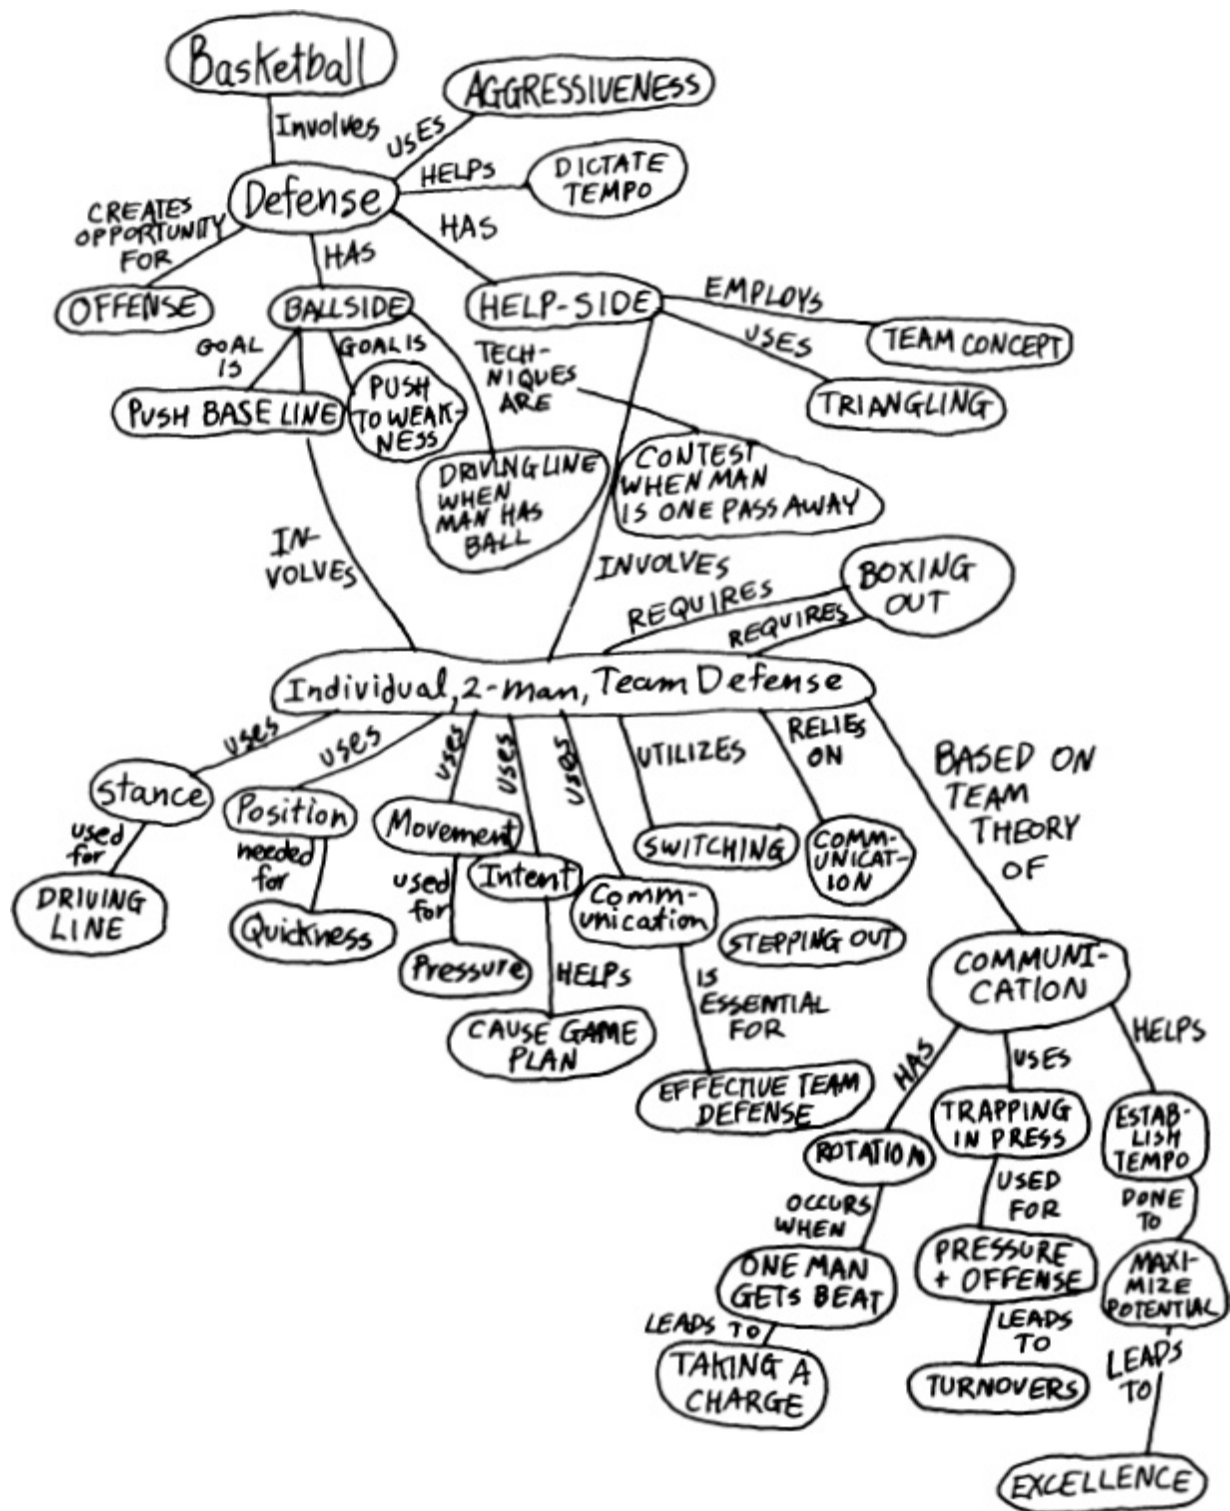 Basketball
Involves
USES
AGGRESSIVENESS
Defense
HELPS
DICTATE
TEMPO
CREATES
OPPORTUNITY
FOR
HAS
HAS
OFFENSE
BALLSIDE
HELP-SIDE
EMPLOYS
TEAM CONCEPT
USES
TRIANGLING
GOAL
IS
GOAL IS
TECH-
NIQUES
ARE
PUSH BASE LINE
PUSH
TO WEAK-
NESS
DRIVING LINE
WHEN
MAN HAS
BALL
CONTEST
WHEN MAN
IS ONE PASS AWAY
IN-
VOLVES
INVOLVES
REQUIRES
REQUIRES
BOXING
OUT
Individual, 2-man, Team Defense
uses
uses
uses
uses
uses
UTILIZES
RELIES
ON
BASED ON
TEAM
THEORY
OF
Stance
Position
Movement
Intent
Comm-
unication
SWITCHING
COMM-
UNICAT-
ION
STEPPING OUT
used
for
needed
for
used
for
DRIVING
LINE
Quickness
Pressure
HELPS
CAUSE GAME
PLAN
IS
ESSENTIAL
FOR
EFFECTIVE TEAM
DEFENSE
COMMUNI-
CATION
HAS
USES
HELPS
ROTATION
TRAPPING
IN PRESS
ESTAB-
LISH
TEMPO
OCCURS
WHEN
USED
FOR
DONE
TO
ONE MAN
GETS BEAT
PRESSURE
+ OFFENSE
MAXI-
MIZE
POTENTIAL
LEADS TO
LEADS
TO
LEADS
TO
TAKING A
CHARGE
TURNOVERS
EXCELLENCE